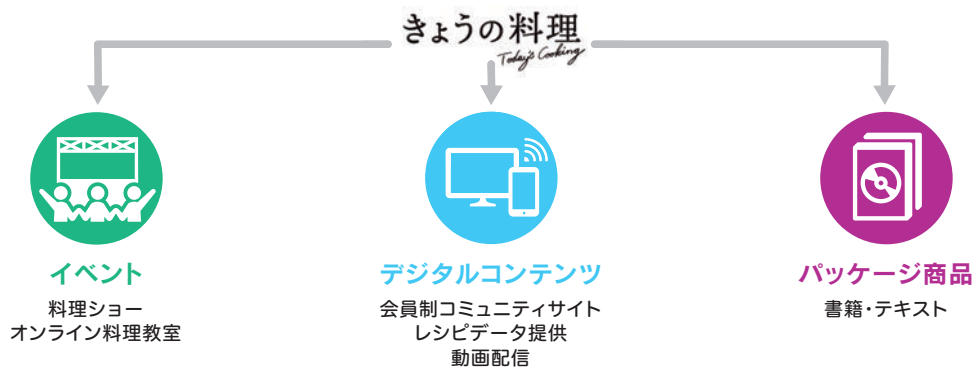 きょうの料理
Today's Cooking
イベント
料理ショー
オンライン料理教室
デジタルコンテンツ
会員制コミュニティサイト
レシピデータ提供
動画配信
パッケージ商品
書籍・テキスト